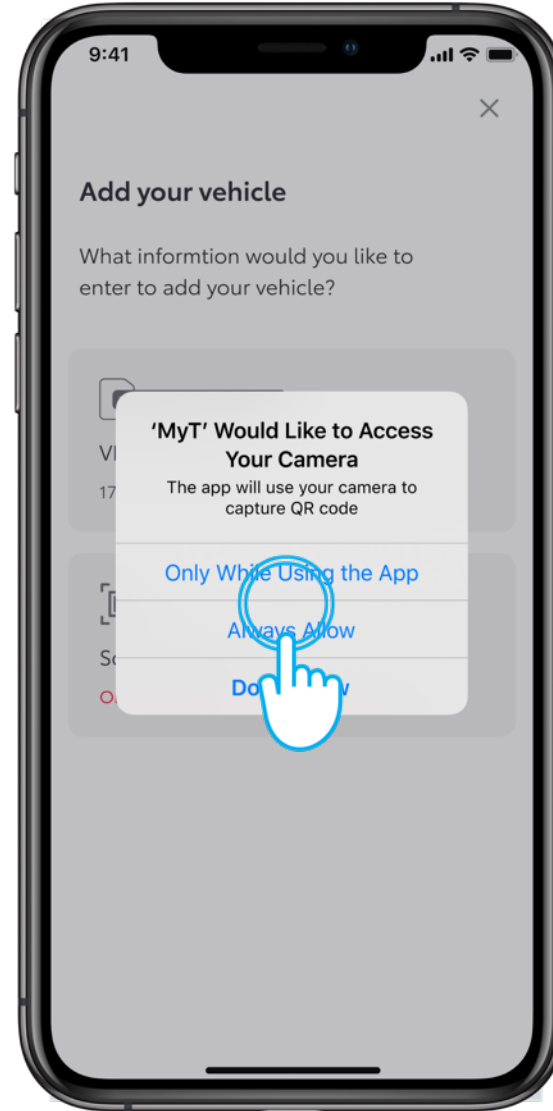 9:41
Add your vehicle
What informtion would you like to
enter to add your vehicle?
'MyT' Would Like to Access
Your Camera
The app will use your camera to
capture QR code
Only While Using the App
Always Allow